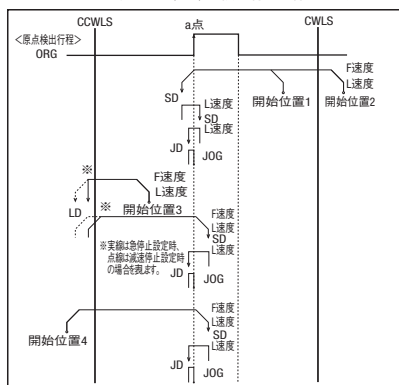 CCWLS
a点
CWLS
<原点検出行程>
ORG
F速度
L速度
SD
L速度
開始位置1
開始位置2
SD
L速度
JD
JOG
※
F速度
L速度
LD
※
開始位置3
F速度
L速度
SD
※実線は急停止設定時、
点線は減速停止設定時
の場合を表します。
L速度
JD
JOG
F速度
L速度
SD
開始位置4
L速度
JD
JOG